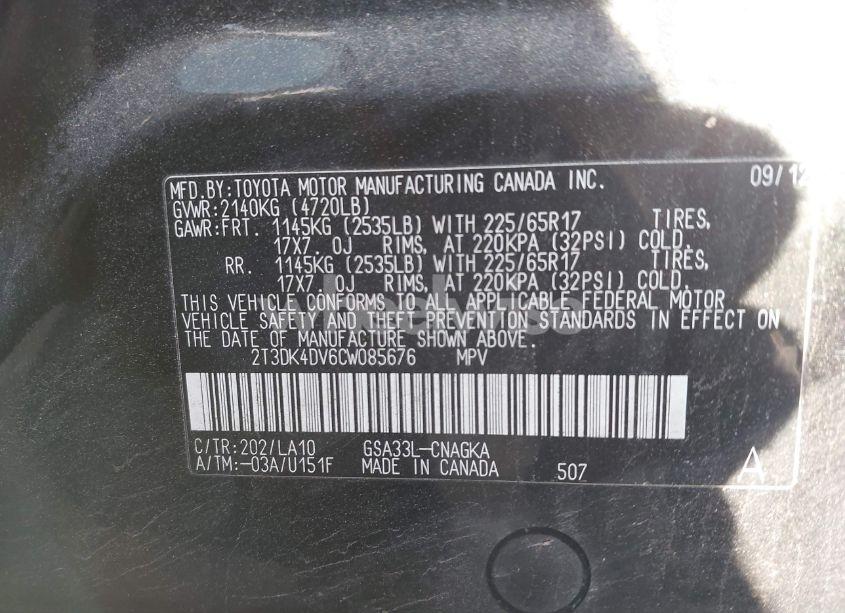 MFD.BY:TOYOTA MOTOR MANUFACTURING CANADA INC. 09/12
GVWR:2140KG (4720LB)
GAWR:FRT. 1145KG (2535LB) WITH 225/65R17 TIRES,
17X7.0J RIMS, AT 220KPA (32PSI) COLD.
RR. 1145KG (2535LB) WITH 225/65R17 TIRES,
17X7.0J RIMS, AT 220KPA (32PSI) COLD.
THIS VEHICLE CONFORMS TO ALL APPLICABLE FEDERAL MOTOR
VEHICLE SAFETY AND THEFT PREVENTION STANDARDS IN EFFECT ON
THE DATE OF MANUFACTURE SHOWN ABOVE.
2T3DK4DV6CW085676 MPV
C/TR:202/LA10 GSA33L-CNAGKA
A/TM:-03A/U151F MADE IN CANADA 507 A